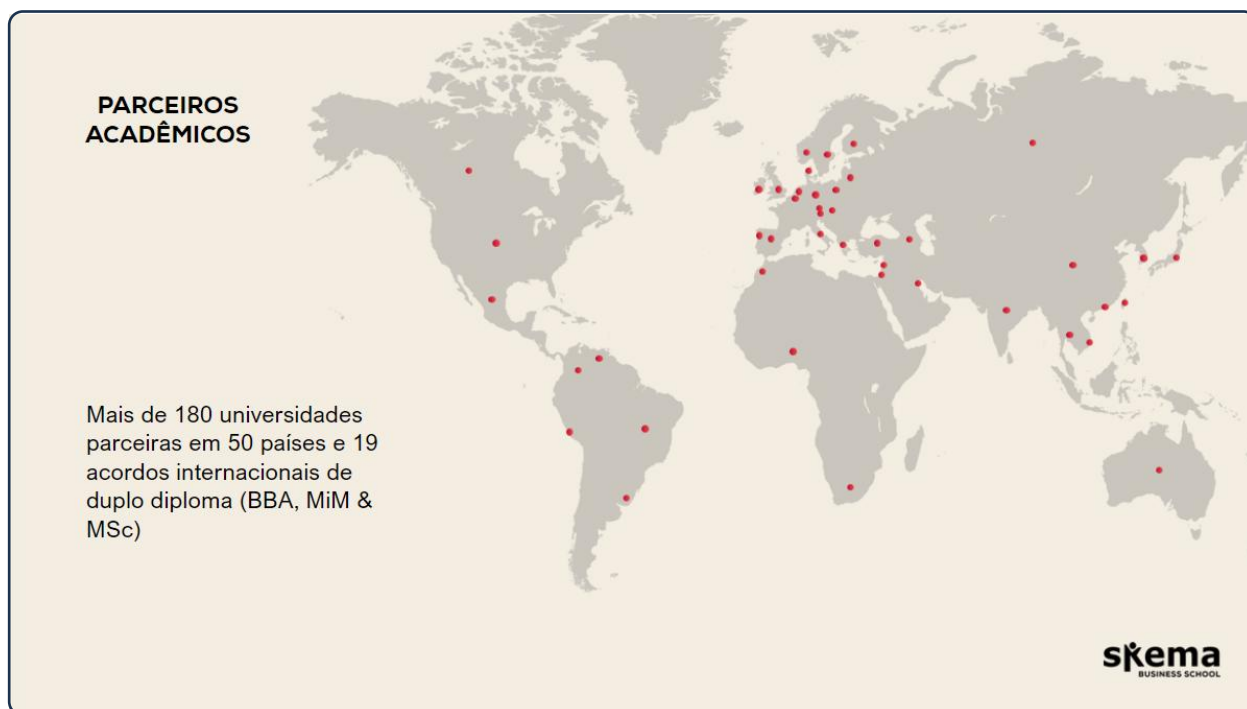 PARCEIROS
ACADÊMICOS
Mais de 180 universidades
parceiras em 50 países e 19
acordos internacionais de
duplo diploma (BBA, MiM &
MSc)
skema
BUSINESS SCHOOL